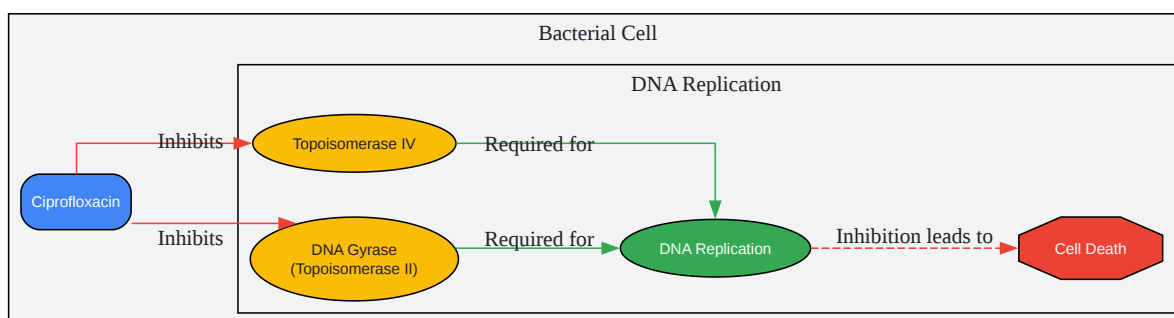 Bacterial Cell
DNA Replication
Inhibits
Topoisomerase IV
Required for
Ciprofloxacin
Inhibits
DNA Gyrase
(Topoisomerase II)
Required for
DNA Replication
Inhibition leads to
Cell Death